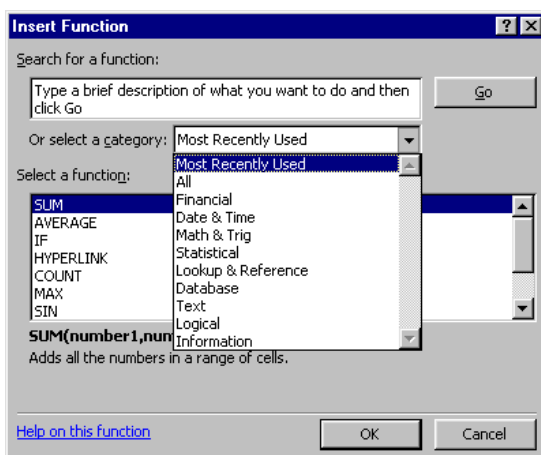 Insert Function
Search for a function:
Type a brief description of what you want to do and then
click Go
Go
Or select a category:
Most Recently Used
Most Recently Used
All
Financial
Date & Time
Math & Trig
Statistical
Lookup & Reference
Database
Text
Logical
Information
Select a function:
SUM
AVERAGE
IF
HYPERLINK
COUNT
MAX
SIN
SUM(number1,num
Adds all the numbers in a range of cells.
Help on this function
OK
Cancel